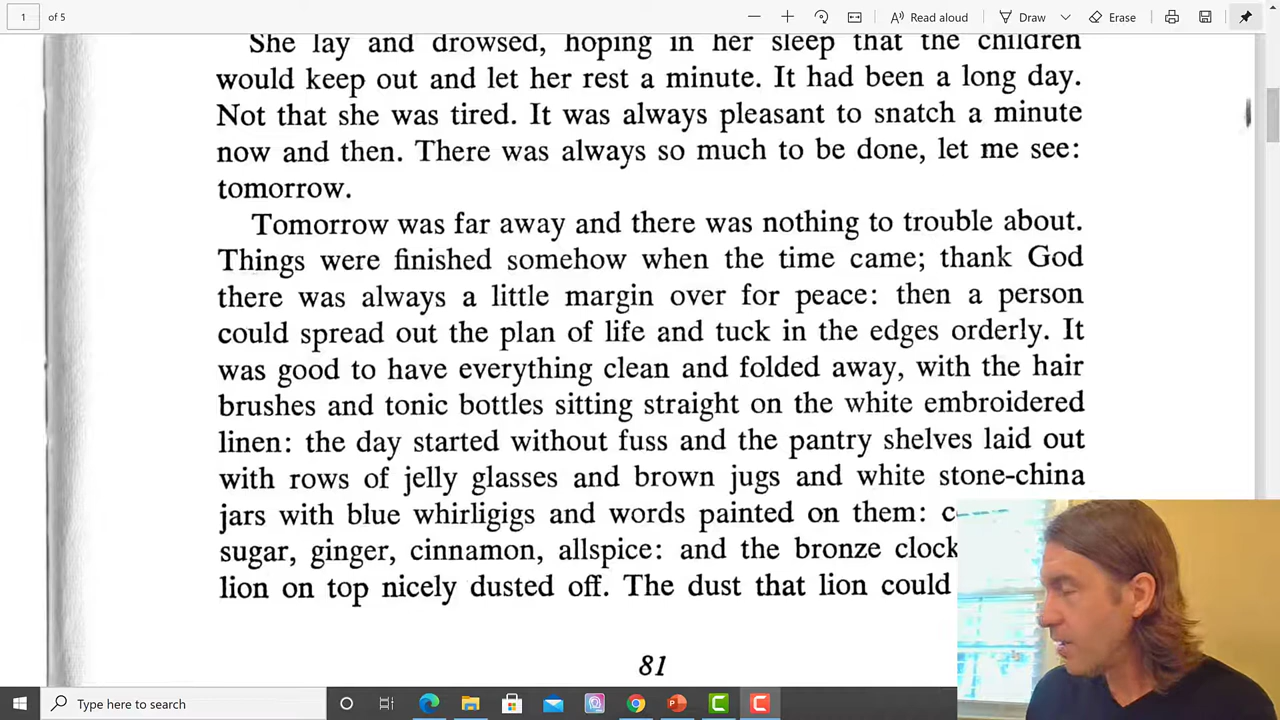 1 of 5
Read aloud
Draw
Erase
She lay and drowsed, hoping in her sleep that the children
would keep out and let her rest a minute. It had been a long day.
Not that she was tired. It was always pleasant to snatch a minute
now and then. There was always so much to be done, let me see:
tomorrow.
Tomorrow was far away and there was nothing to trouble about.
Things were finished somehow when the time came; thank God
there was always a little margin over for peace: then a person
could spread out the plan of life and tuck in the edges orderly. It
was good to have everything clean and folded away, with the hair
brushes and tonic bottles sitting straight on the white embroidered
linen: the day started without fuss and the pantry shelves laid out
with rows of jelly glasses and brown jugs and white stone-china
jars with blue whirligigs and words painted on them:
sugar, ginger, cinnamon, allspice: and the bronze clock
lion on top nicely dusted off. The dust that lion could
81
Type here to search